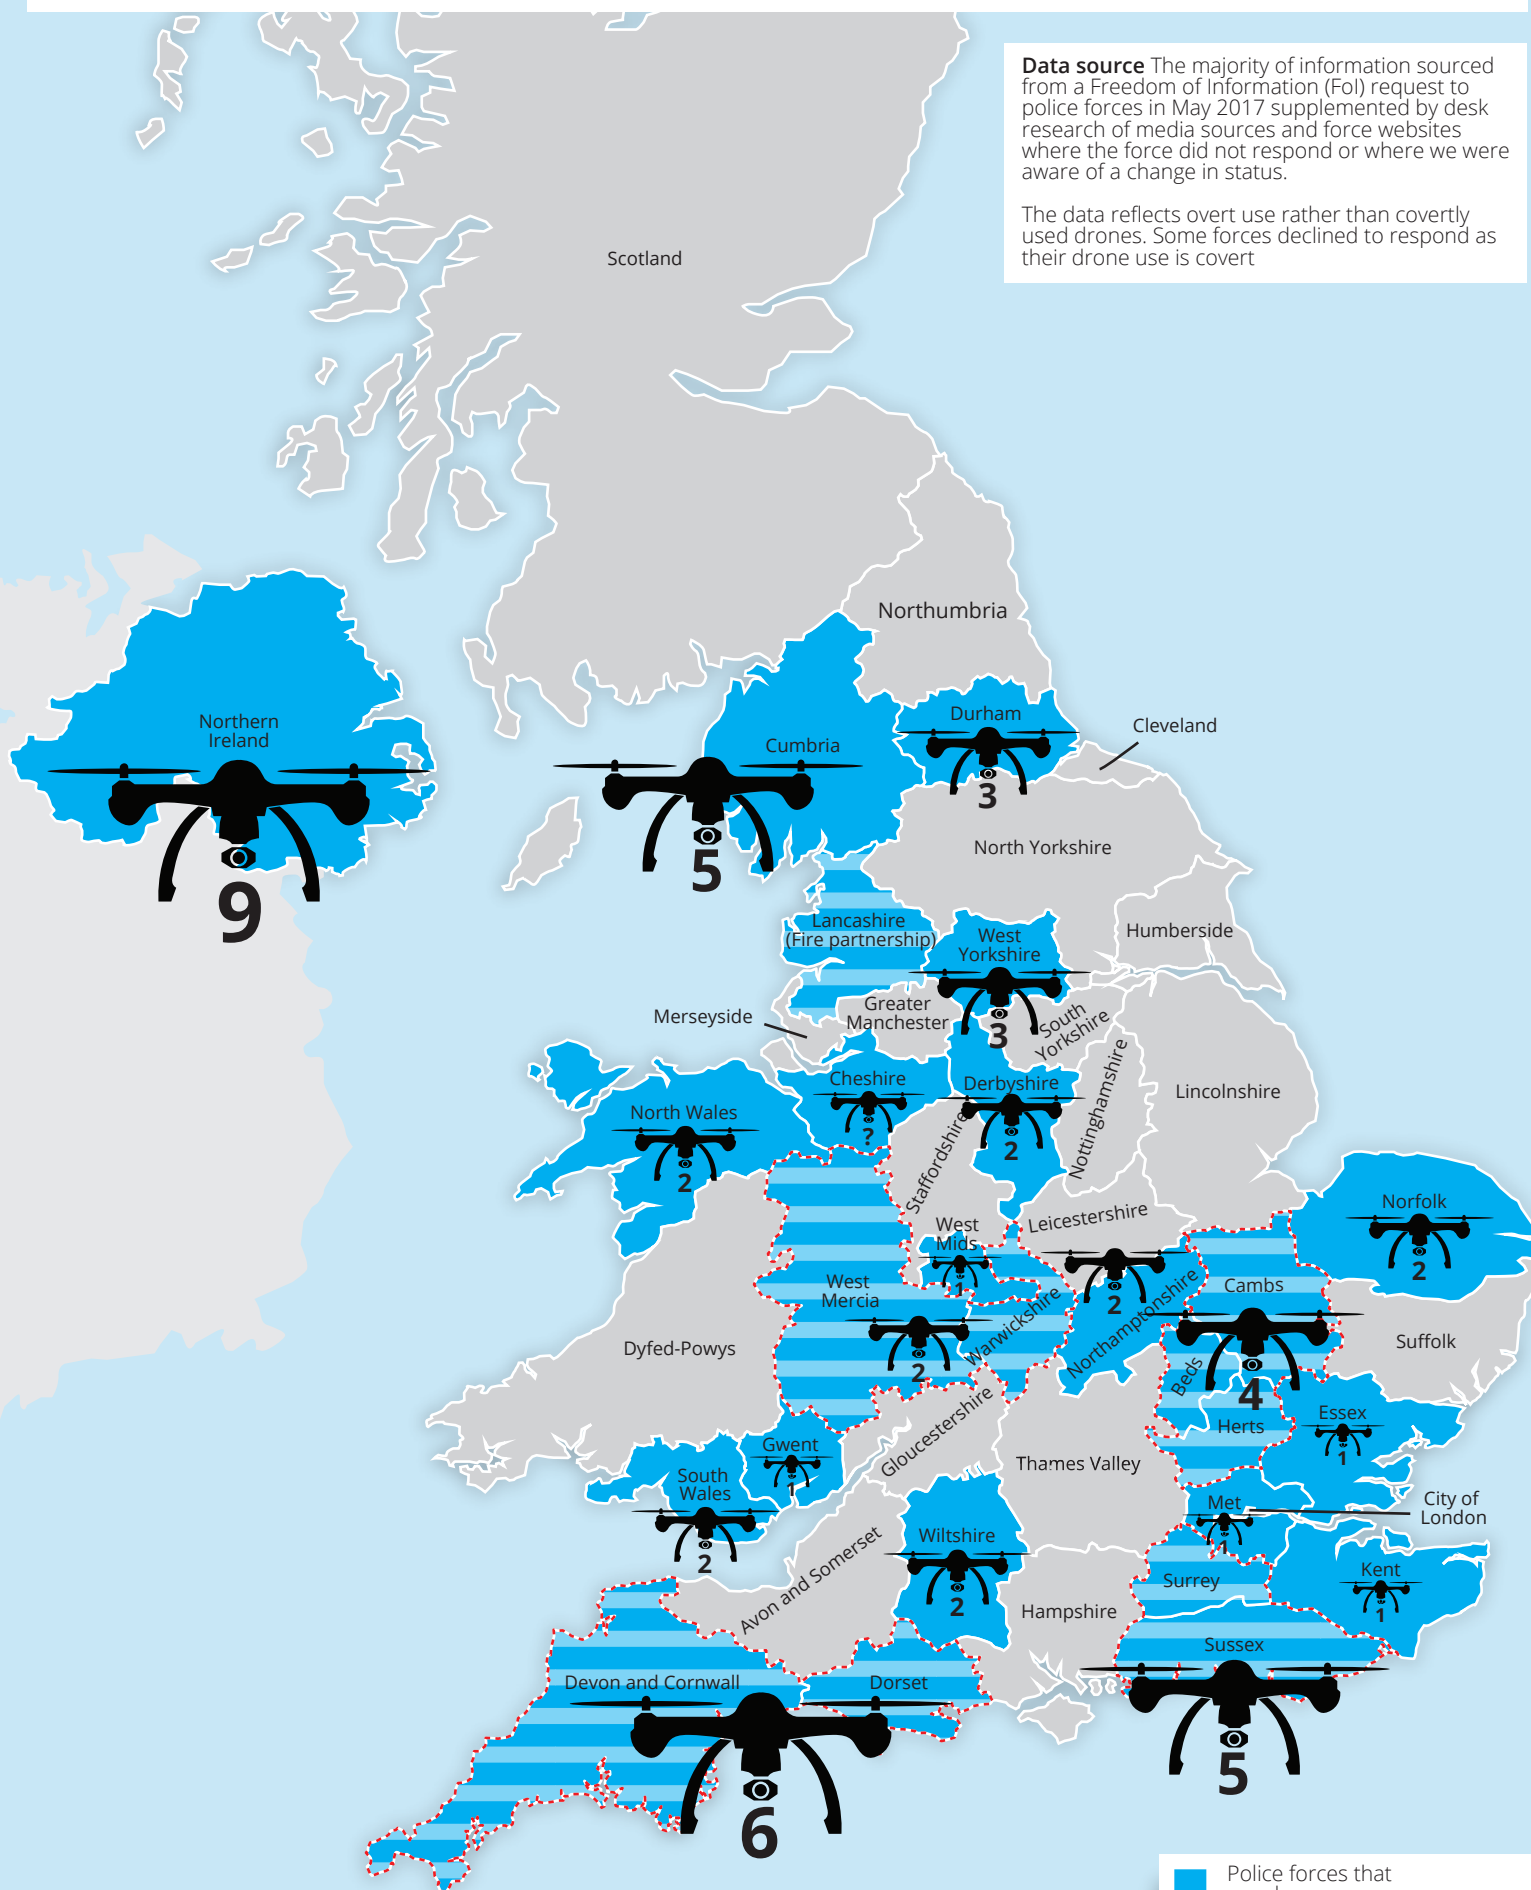 Data source The majority of information sourced
from a Freedom of Information (FoI) request to
police forces in May 2017 supplemented by desk
research of media sources and force websites
where the force did not respond or where we were
aware of a change in status.
The data reflects overt use rather than covertly
used drones. Some forces declined to respond as
their drone use is covert
Scotland
Northumbria
Northern
Ireland
9
Cumbria
5
Durham
3
Cleveland
North Yorkshire
Lancashire
(Fire partnership)
West
Yorkshire
3
Humberside
Merseyside
Greater
Manchester
South
Yorkshire
Cheshire
?
Derbyshire
2
Nottinghamshire
Lincolnshire
North Wales
2
Staffordshire
West
Mids
1
Leicestershire
Norfolk
2
West
Mercia
2
Warwickshire
Northamptonshire
2
Cambs
4
Beds
Herts
Suffolk
Dyfed-Powys
Essex
1
Gwent
1
Gloucestershire
Thames Valley
South
Wales
2
Met
1
City of
London
Avon and Somerset
Wiltshire
2
Surrey
Kent
1
Hampshire
Sussex
5
Devon and Cornwall
6
Dorset
Police forces that